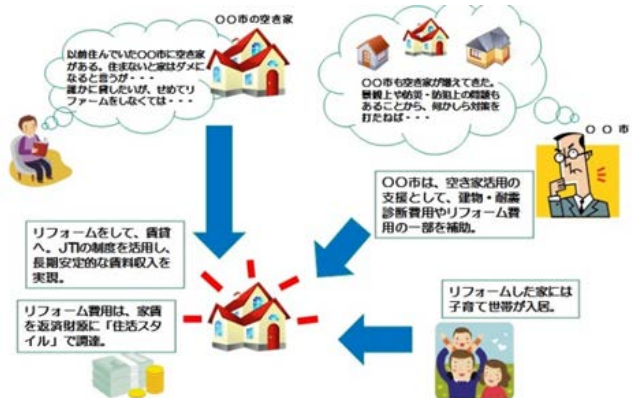 〇〇市の空き家
以前住んでいた〇〇市に空き家
がある。住まないと家はダメに
なると言うが・・・
誰かに貸したいが、せめてリ
ファームをしなくては・・・
〇〇市も空き家が増えてきた。
景観上や防災・防犯上の問題も
あることから、何かしら対策を
打たねば・・・
〇〇市
〇〇市は、空き家活用の
支援として、建物・耐震
診断費用やリフォーム費
用の一部を補助。
リフォームをして、賃貸
へ。JTIの制度を活用し、
長期安定的な賃料収入を
実現。
リフォーム費用は、家賃
を返済財源に「住活スタ
イル」で調達。
リフォームした家には
子育て世帯が入居。